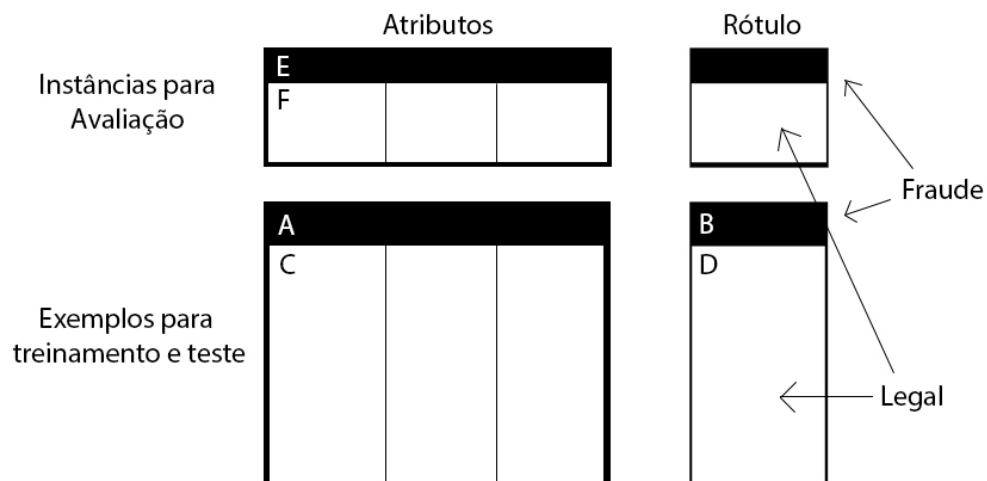 Atributos
Rótulo
Instâncias para
Avaliação
E
F
Fraude
A
B
C
D
Exemplos para
treinamento e teste
Legal